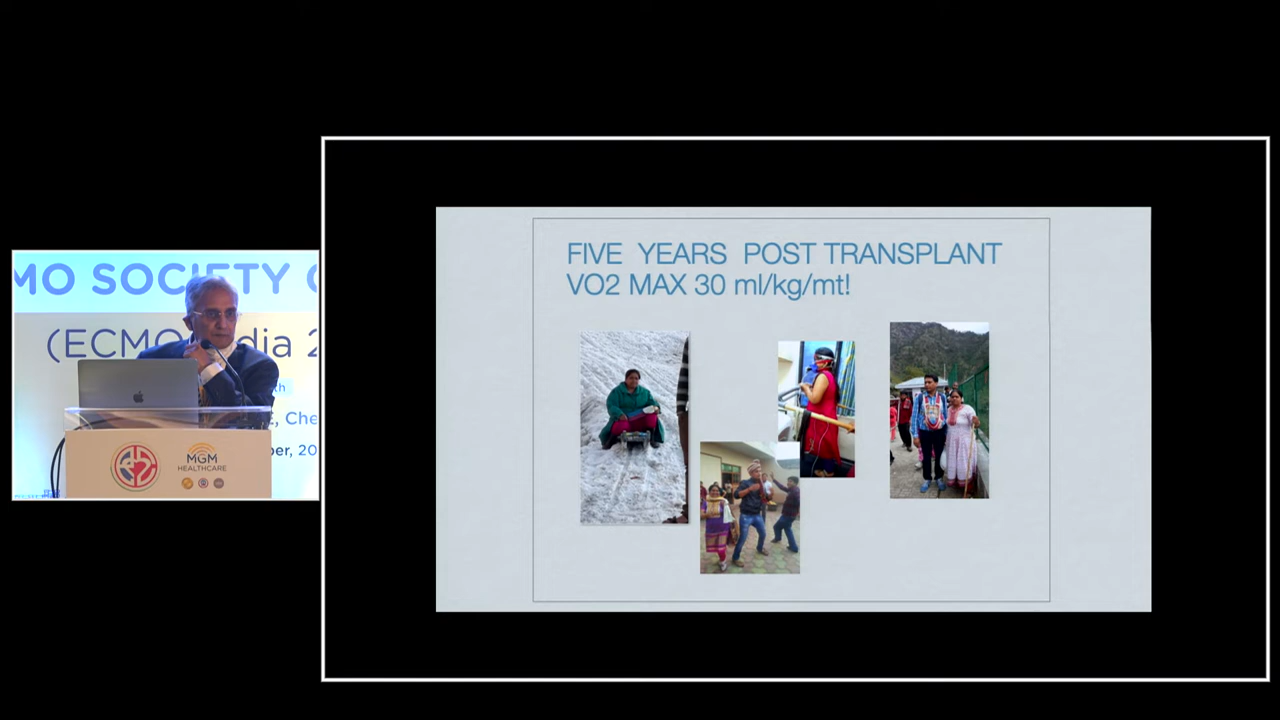 MO SOCIETY
(ECMO dia 2
th
, Che
ber, 20
MGM
HEALTHCARE
FIVE YEARS POST TRANSPLANT
VO2 MAX 30 ml/kg/mt!